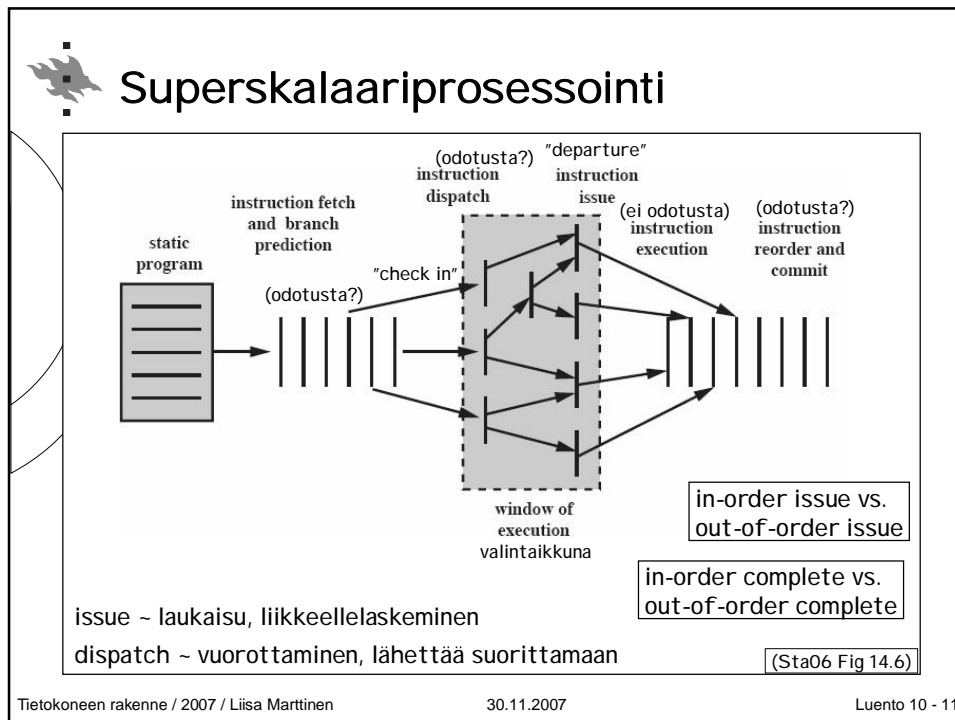 Superskalaariprosessointi
(odotusta?)
"departure"
instruction
dispatch
instruction
issue
instruction fetch
and branch
prediction
(ei odotusta)
instruction
execution
(odotusta?)
instruction
reorder and
commit
static
program
"check in"
(odotusta?)
window of
execution
valintaikkuna
in-order issue vs.
out-of-order issue
in-order complete vs.
out-of-order complete
issue ~ laukaisu, liikkeellelaskeminen
dispatch ~ vuorottaminen, lähettää suorittamaan
(Sta06 Fig 14.6)
Tietokoneen rakenne / 2007 / Liisa Marttinen
30.11.2007
Luento 10 - 11